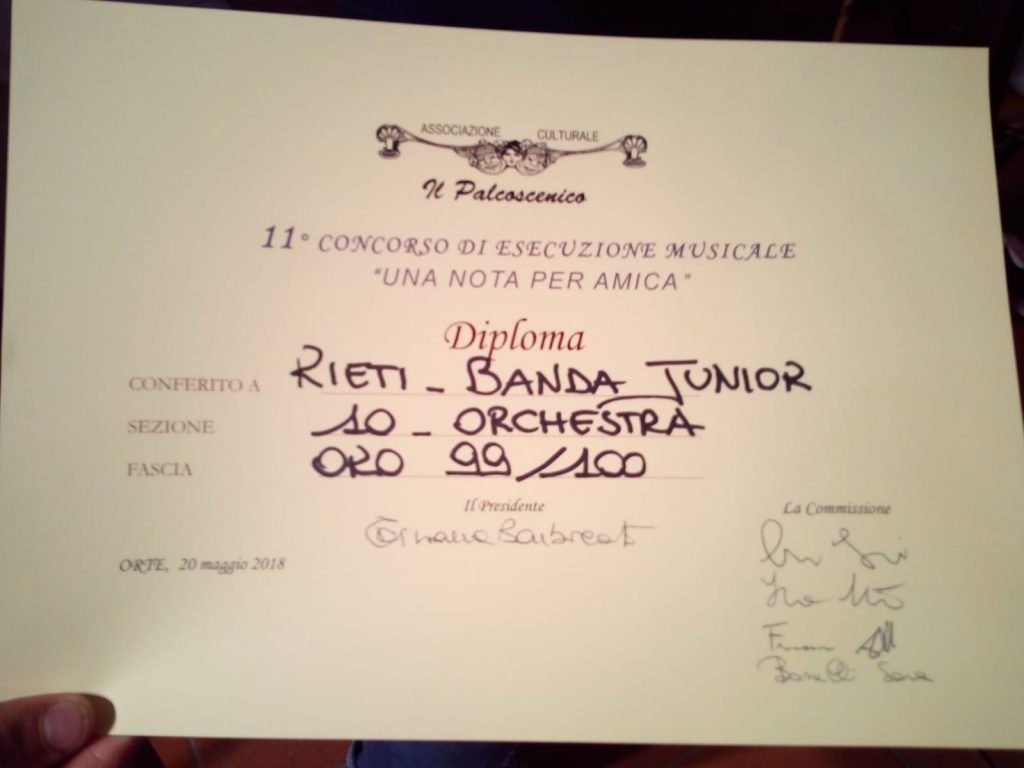 ASSOCIAZIONE CULTURALE
Il Palcoscenico
11° CONCORSO DI ESECUZIONE MUSICALE
"UNA NOTA PER AMICA"
Diploma
CONFERITO A RIETI - BANDA JUNIOR
SEZIONE 10 - ORCHESTRA
FASCIA ORO 99/100
Il Presidente
La Commissione
ORTE, 20 maggio 2018